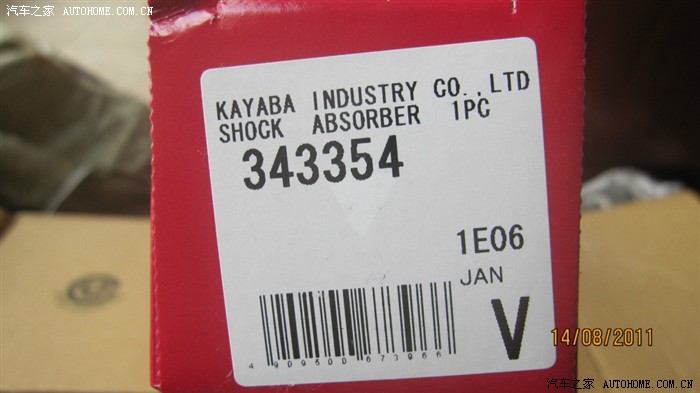 汽车之家 AUTOHOME.COM.CN
KAYABA INDUSTRY CO.,LTD
SHOCK ABSORBER 1PC
343354
1E06
JAN
V
4909500673966
14/08/2011
汽车之家 AUTOHOME.COM.CN